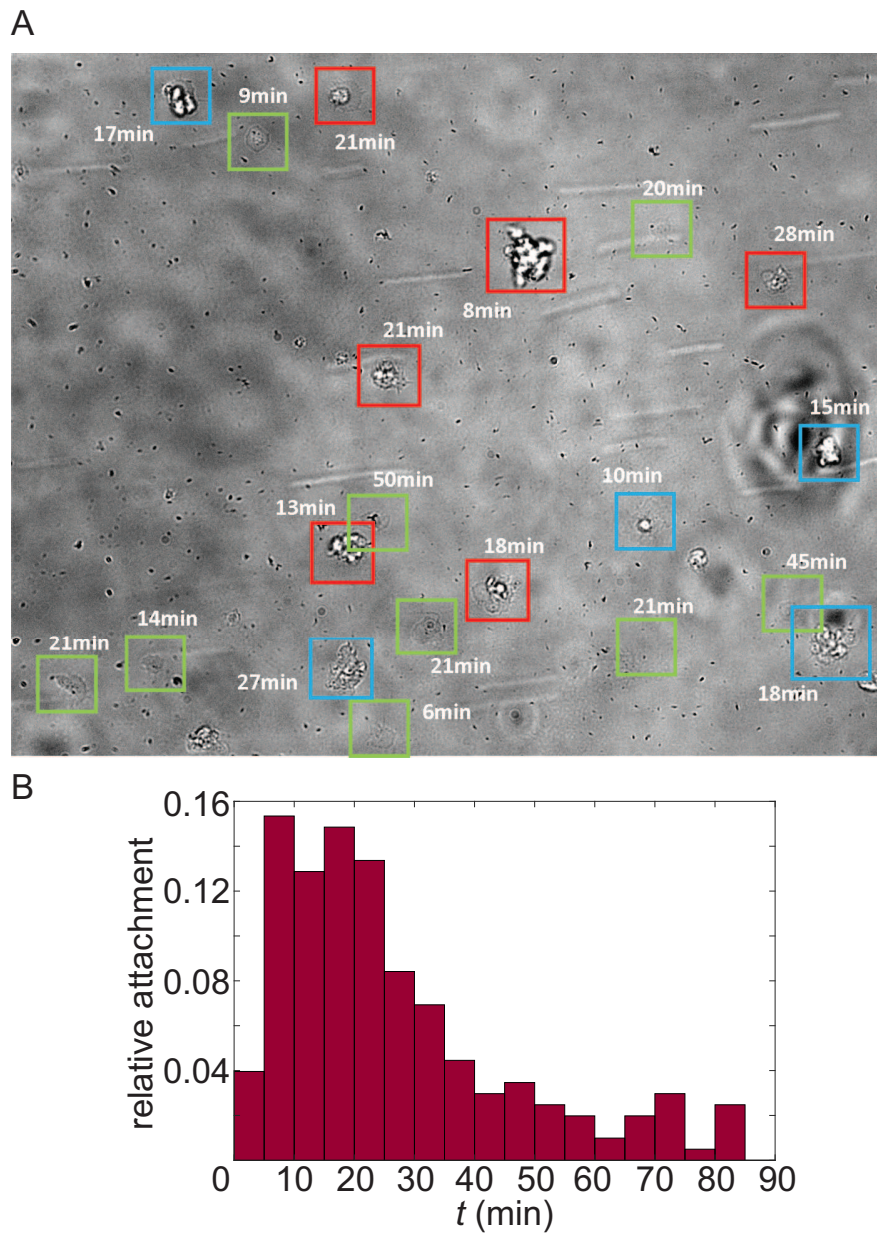 A
9min
17min
21min
20min
28min
8min
21min
15min
50min
10min
13min
18min
45min
14min
21min
21min
21min
27min
6min
18min
B
0.16
0.12
0.08
0.04
relative attachment
0 10 20 30 40 50 60 70 80 90
t (min)